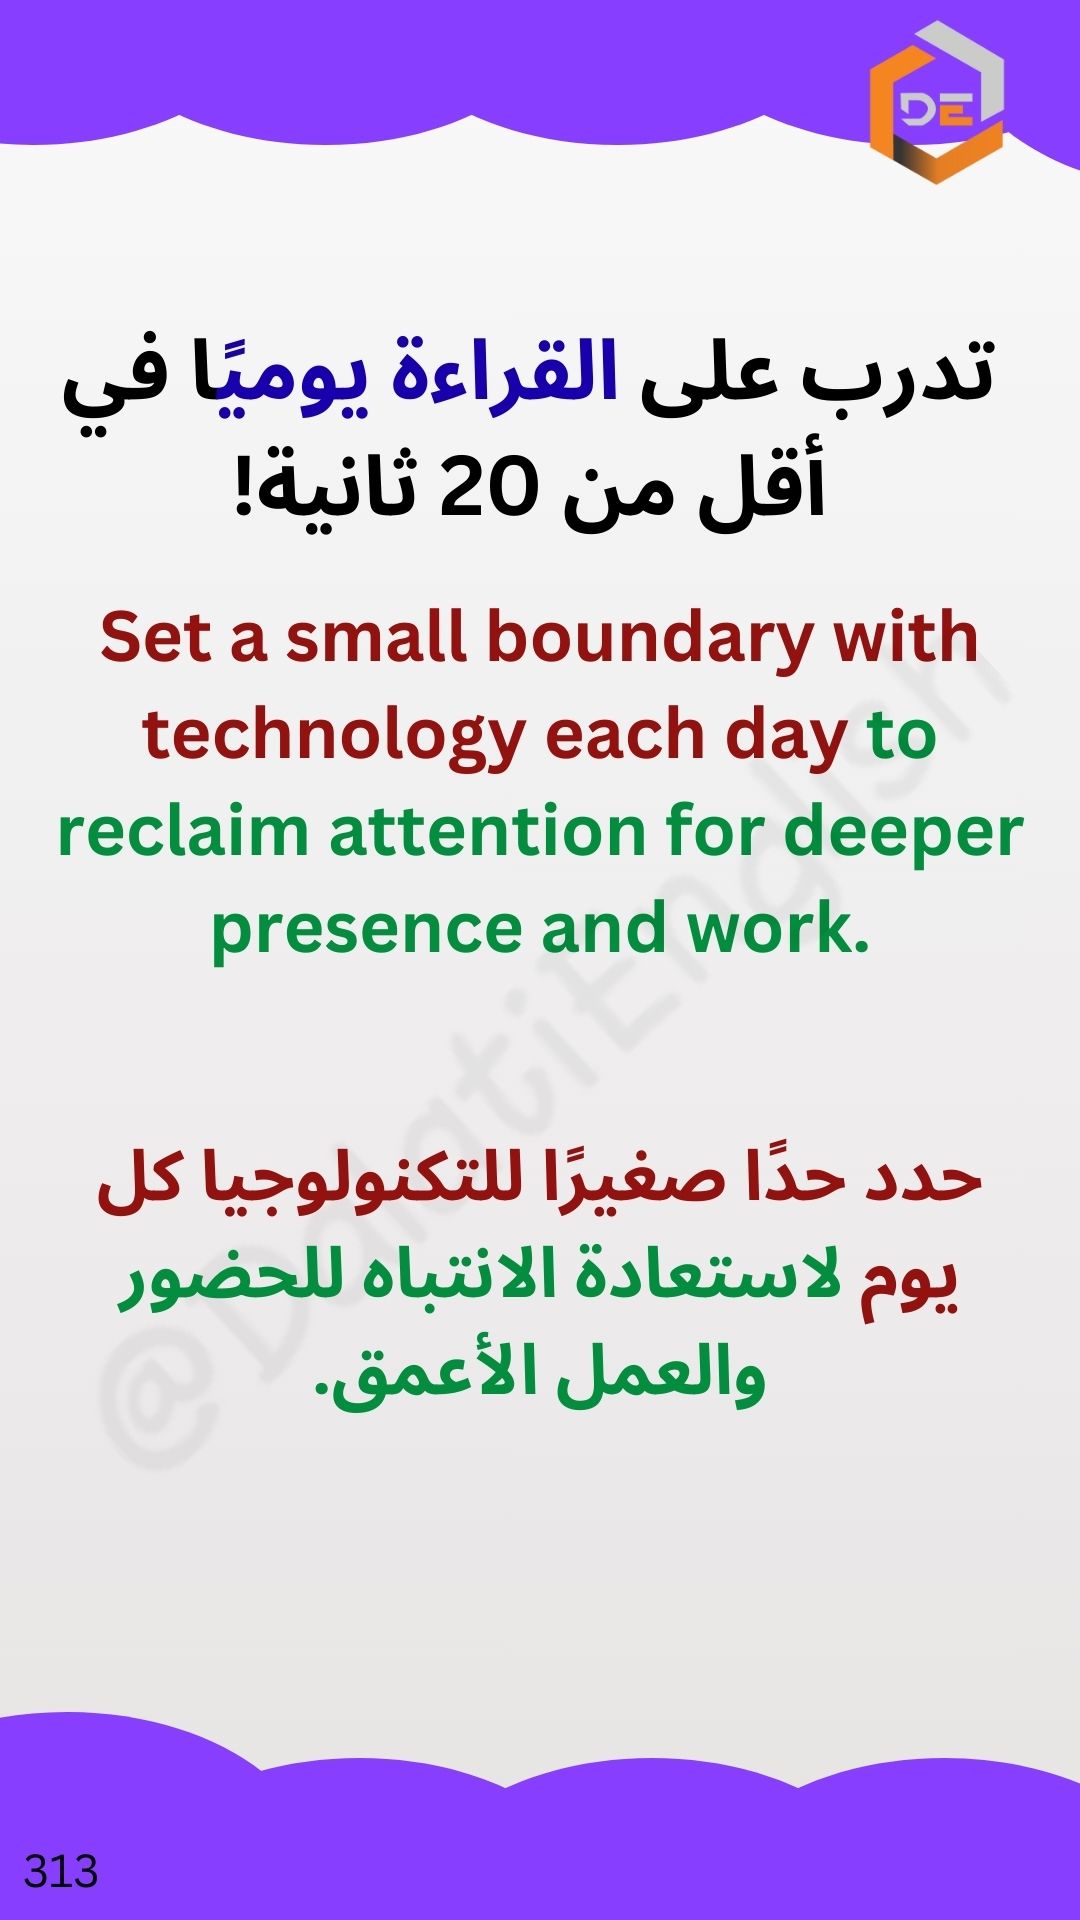 DE
تدرب على القراءة يوميًا في
أقل من 20 ثانية!
Set a small boundary with
technology each day to
reclaim attention for deeper
presence and work.
حدد حدًا صغيرًا للتكنولوجيا كل
يوم لاستعادة الانتباه للحضور
والعمل الأعمق.
@DalatiEnglish
313